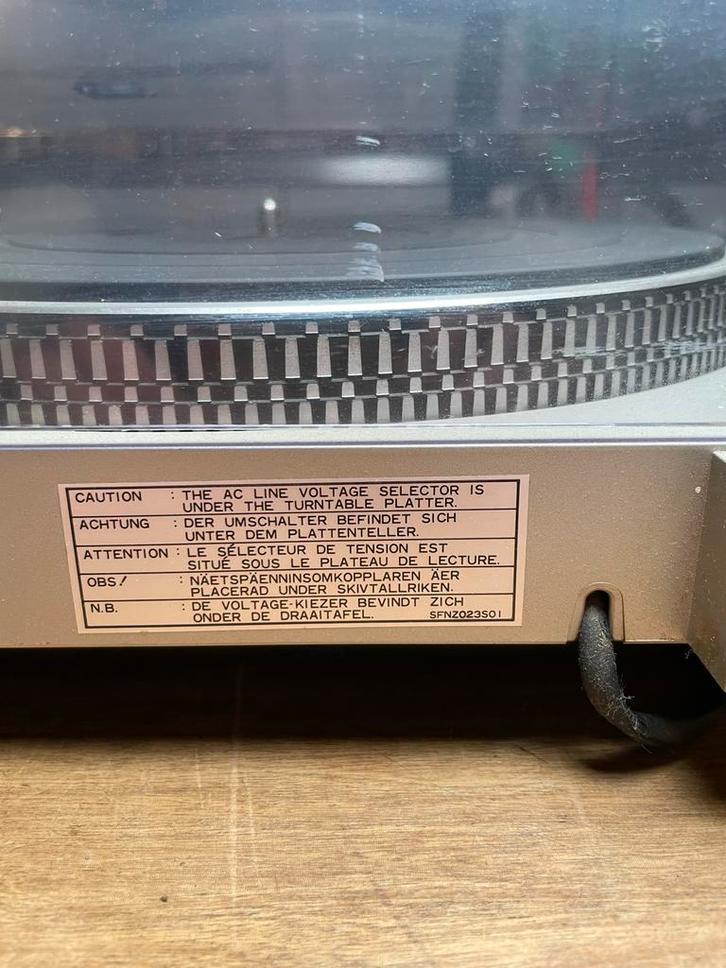 CAUTION : THE AC LINE VOLTAGE SELECTOR IS
UNDER THE TURNTABLE PLATTER.
ACHTUNG : DER UMSCHALTER BEFINDET SICH
UNTER DEM PLATTENTELLER.
ATTENTION : LE SÉLECTEUR DE TENSION EST
SITUÉ SOUS LE PLATEAU DE LECTURE.
OBS! : NÄETSPÄENNINSOMKOPPLAREN ÄER
PLACERAD UNDER SKIVTALLRIKEN.
N.B. : DE VOLTAGE-KIEZER BEVINDT ZICH
ONDER DE DRAAITAFEL. SFNZ023S01